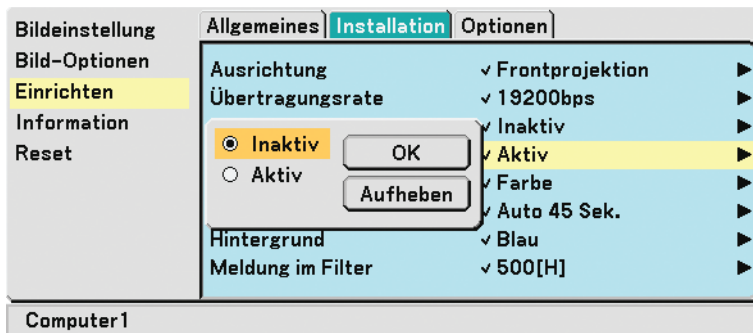 Bildeinstellung
Bild-Optionen
Einrichten
Information
Reset
Allgemeines Installation Optionen
Ausrichtung Frontprojektion
Übertragungsrate 19200bps
Inaktiv
Aktiv
Farbe
Auto 45 Sek.
Hintergrund Blau
Meldung im Filter 500[H]
Inaktiv
Aktiv
OK
Aufheben
Computer1